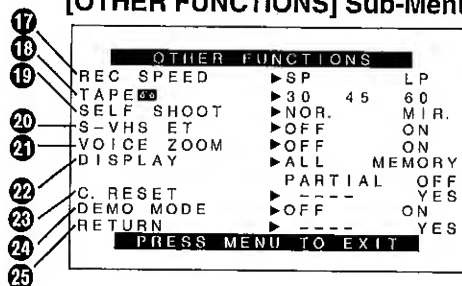 [OTHER FUNCTIONS] Sub-Menu
OTHER FUNCTIONS
17 REC SPEED ▶SP LP
18 TAPE ▶30 45 60
19 SELF SHOOT ▶NOR. MIR.
20 S-VHS ET ▶OFF ON
21 VOICE ZOOM ▶OFF ON
22 DISPLAY ▶ALL MEMORY
PARTIAL OFF
23 C. RESET ▶ ---- YES
24 DEMO MODE ▶OFF ON
25 RETURN ▶ ---- YES
PRESS MENU TO EXIT